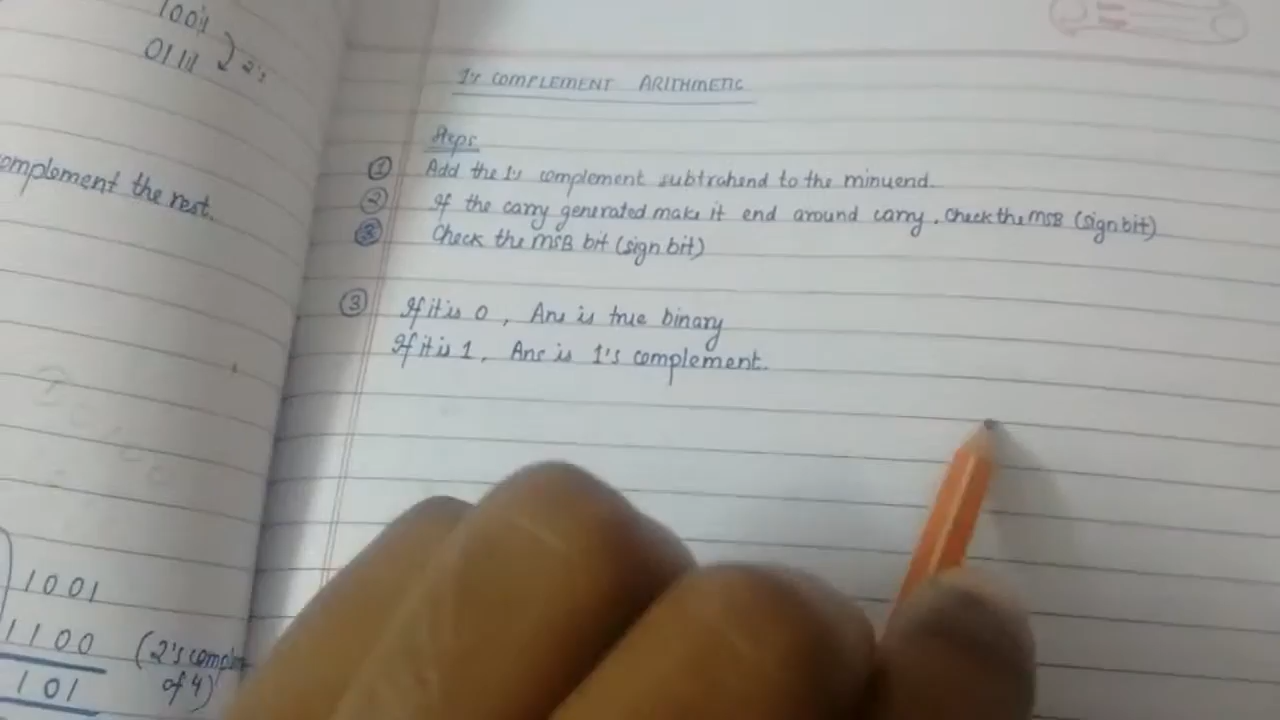 1001
0111 2's
omplement the rest.
1001
1100 (2's comple
101 of 4)
1's COMPLEMENT ARITHMETIC
Steps
① Add the 1's complement subtrahend to the minuend.
② If the carry generated make it end around carry. Check the MSB (sign bit)
③ Check the MSB bit (sign bit)
③ If it is 0, Ans is true binary
If it is 1, Ans is 1's complement.